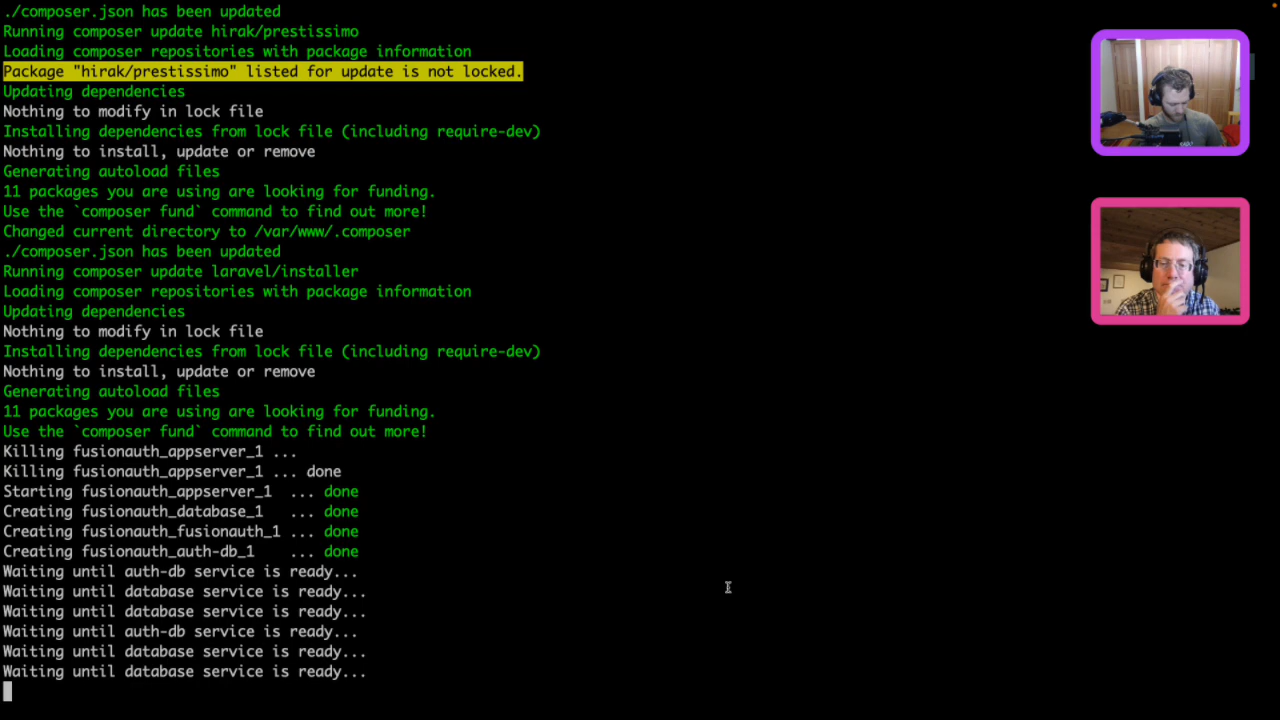 ./composer.json has been updated
Running composer update hirak/prestissimo
Loading composer repositories with package information
Package "hirak/prestissimo" listed for update is not locked.
Updating dependencies
Nothing to modify in lock file
Installing dependencies from lock file (including require-dev)
Nothing to install, update or remove
Generating autoload files
11 packages you are using are looking for funding.
Use the `composer fund` command to find out more!
Changed current directory to /var/www/.composer
./composer.json has been updated
Running composer update laravel/installer
Loading composer repositories with package information
Updating dependencies
Nothing to modify in lock file
Installing dependencies from lock file (including require-dev)
Nothing to install, update or remove
Generating autoload files
11 packages you are using are looking for funding.
Use the `composer fund` command to find out more!
Killing fusionauth_appserver_1 ...
Killing fusionauth_appserver_1 ... done
Starting fusionauth_appserver_1  ... done
Creating fusionauth_database_1   ... done
Creating fusionauth_fusionauth_1 ... done
Creating fusionauth_auth-db_1    ... done
Waiting until auth-db service is ready...
Waiting until database service is ready...
Waiting until database service is ready...
Waiting until auth-db service is ready...
Waiting until database service is ready...
Waiting until database service is ready...